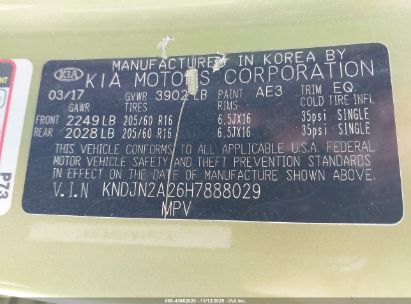 MANUFACTURED IN KOREA BY
KIA KIA MOTORS CORPORATION
03/17 GVWR 3902 LB PAINT AE3 TRIM EQ
GAWR TIRES RIMS COLD TIRE INFL
FRONT 2249LB 205/60 R16 6.5JX16 35psi SINGLE
REAR 2028LB 205/60 R16 6.5JX16 35psi SINGLE
THIS VEHICLE CONFORMS TO ALL APPLICABLE U.S.A. FEDERAL
MOTOR VEHICLE SAFETY AND THEFT PREVENTION STANDARDS
IN EFFECT ON THE DATE OF MANUFACTURE SHOWN ABOVE.
V.I.N KNDJN2A26H7888029
MPV
P73